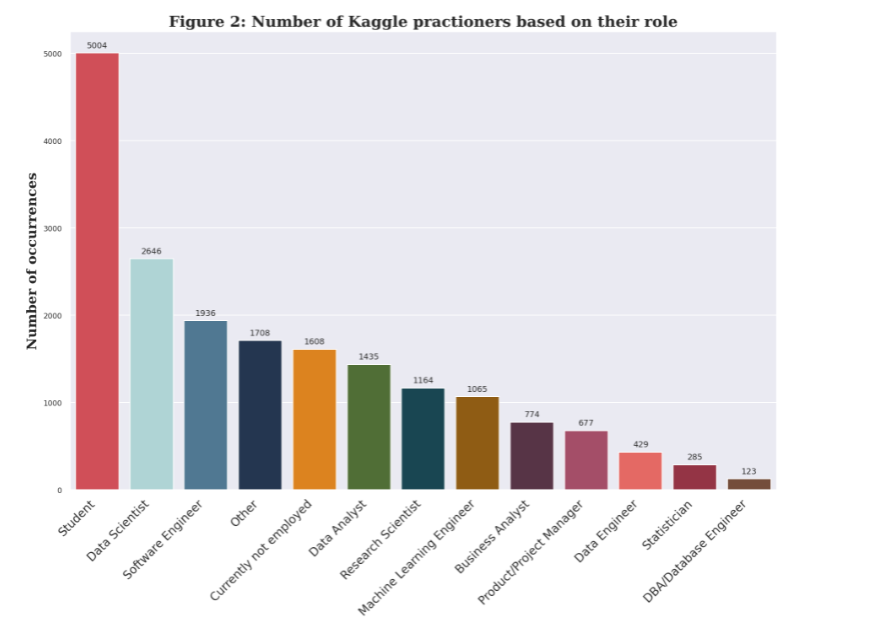 Figure 2: Number of Kaggle practioners based on their role
Number of occurrences
5000
4000
3000
2000
1000
0
5004
2646
1936
1708
1608
1435
1164
1065
774
677
429
285
123
Student
Data Scientist
Software Engineer
Other
Currently not employed
Data Analyst
Research Scientist
Machine Learning Engineer
Business Analyst
Product/Project Manager
Data Engineer
Statistician
DBA/Database Engineer